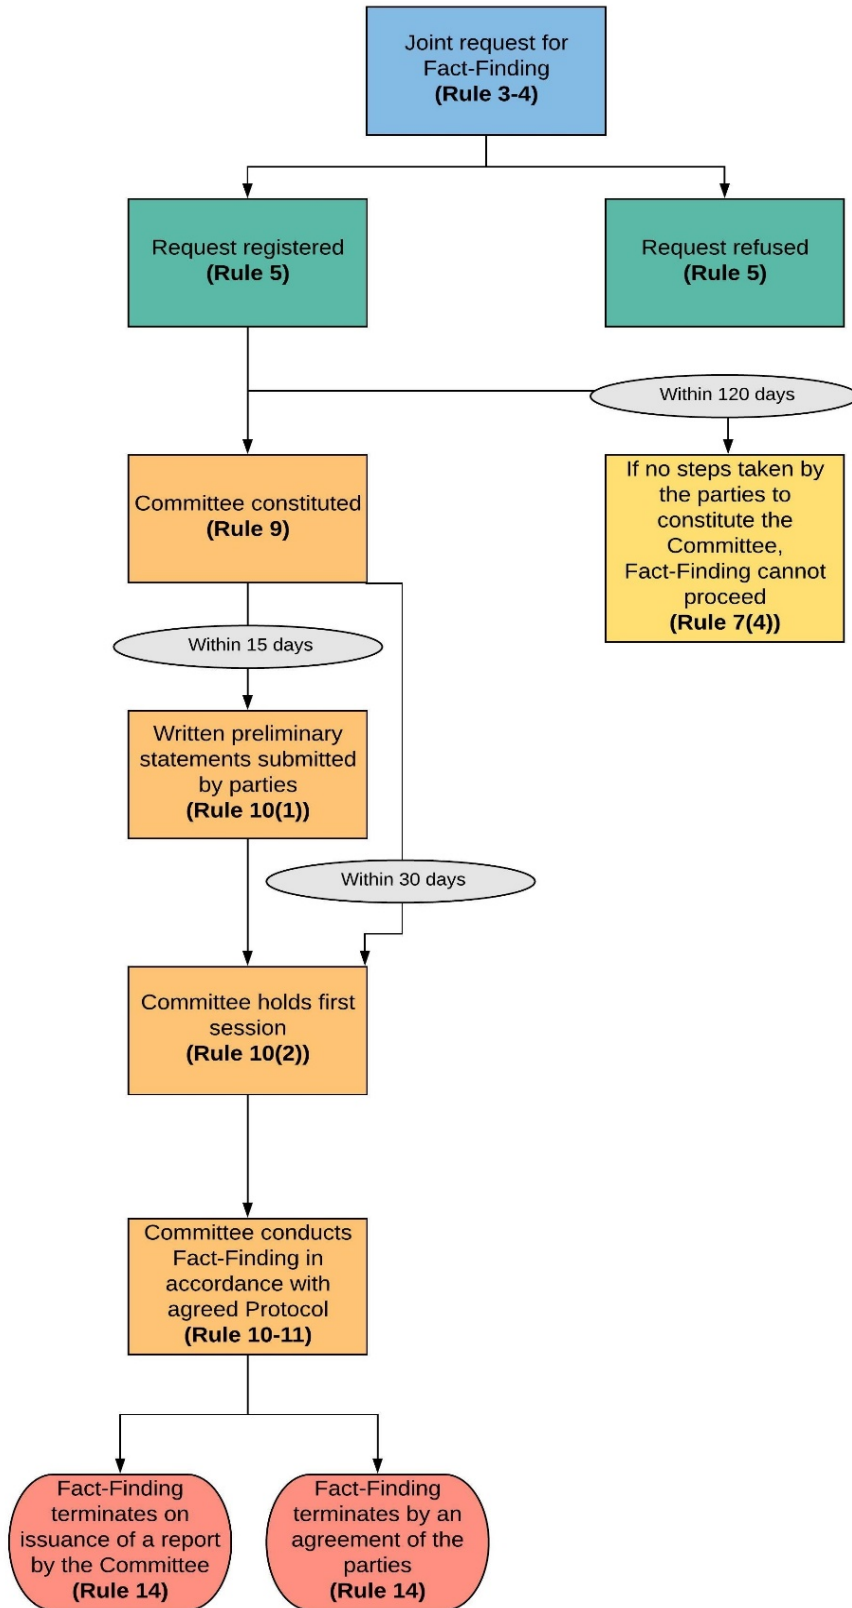 Joint request for
Fact-Finding
(Rule 3-4)
Request registered
(Rule 5)
Request refused
(Rule 5)
Within 120 days
Committee constituted
(Rule 9)
If no steps taken by
the parties to
constitute the
Committee,
Fact-Finding cannot
proceed
(Rule 7(4))
Within 15 days
Written preliminary
statements submitted
by parties
(Rule 10(1))
Within 30 days
Committee holds first
session
(Rule 10(2))
Committee conducts
Fact-Finding in
accordance with
agreed Protocol
(Rule 10-11)
Fact-Finding
terminates on
issuance of a report
by the Committee
(Rule 14)
Fact-Finding
terminates by an
agreement of the
parties
(Rule 14)